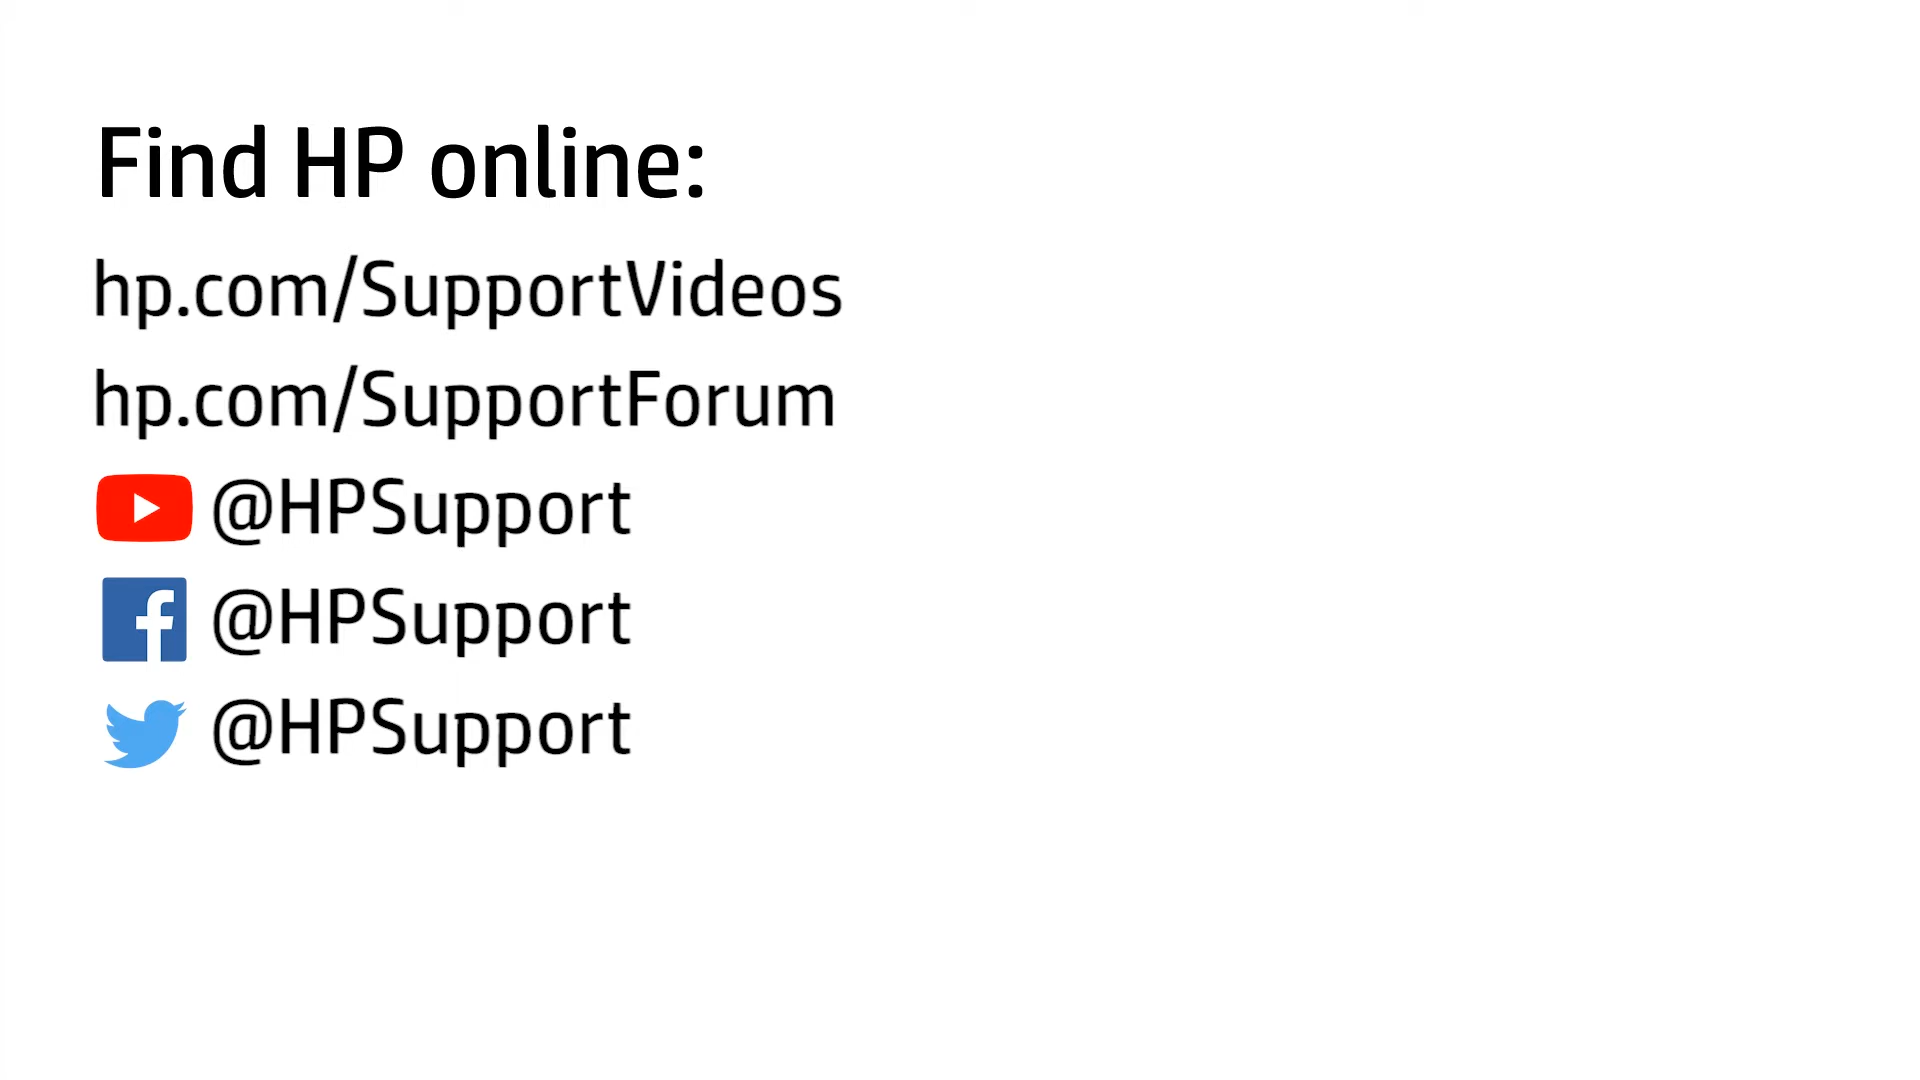 Find HP online:
hp.com/SupportVideos
hp.com/SupportForum
@HPSupport
@HPSupport
@HPSupport